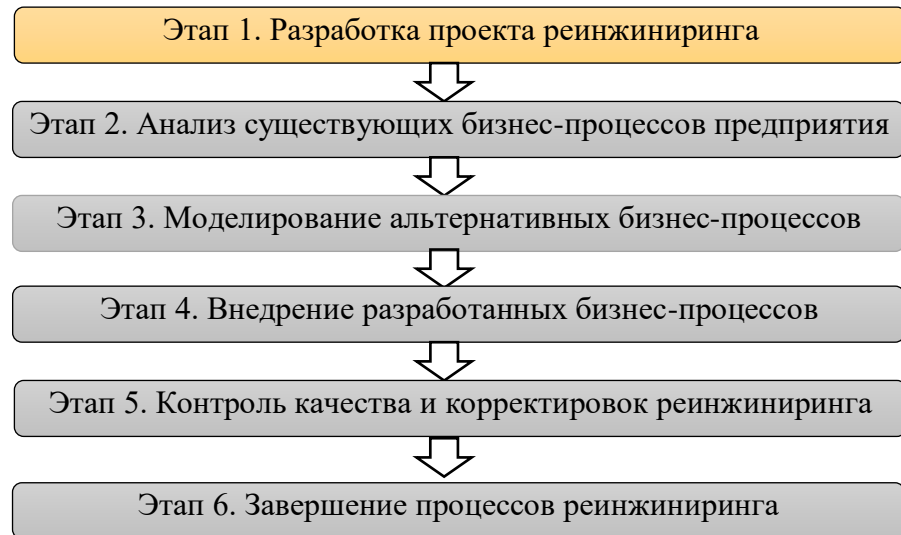 Этап 1. Разработка проекта реинжиниринга
Этап 2. Анализ существующих бизнес-процессов предприятия
Этап 3. Моделирование альтернативных бизнес-процессов
Этап 4. Внедрение разработанных бизнес-процессов
Этап 5. Контроль качества и корректировок реинжиниринга
Этап 6. Завершение процессов реинжиниринга